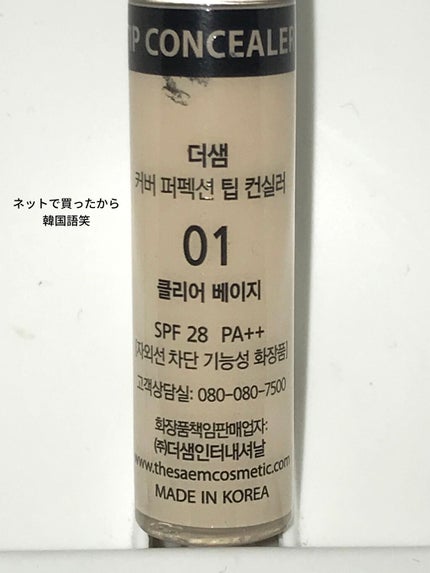 TIP CONCEALER
더샘
커버 퍼펙션 팁 컨실러
ネットで買ったから
韓国語笑
01
클리어 베이지
SPF 28 PA++
[자외선 차단 기능성 화장품]
고객상담실: 080-080-7500
화장품책임판매업자:
㈜더샘인터내셔날
www.thesaemcosmetic.com
MADE IN KOREA